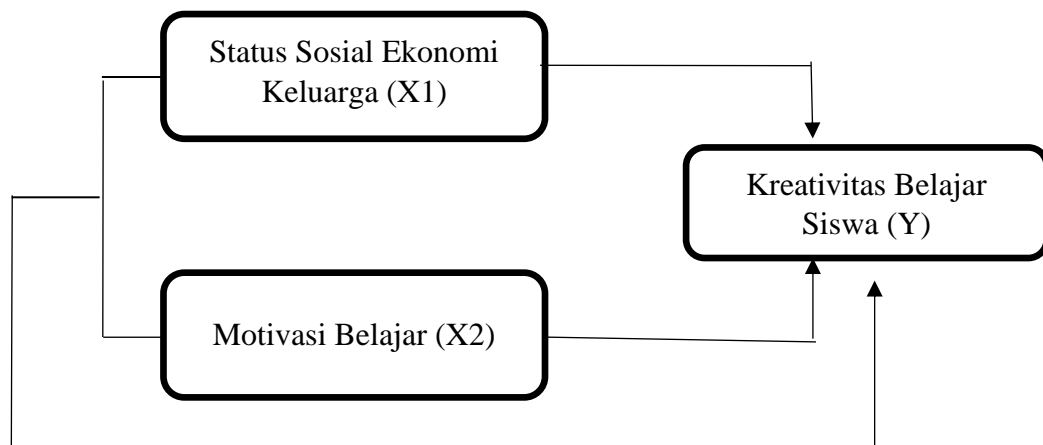 Status Sosial Ekonomi
Keluarga (X1)
Kreativitas Belajar
Siswa (Y)
Motivasi Belajar (X2)